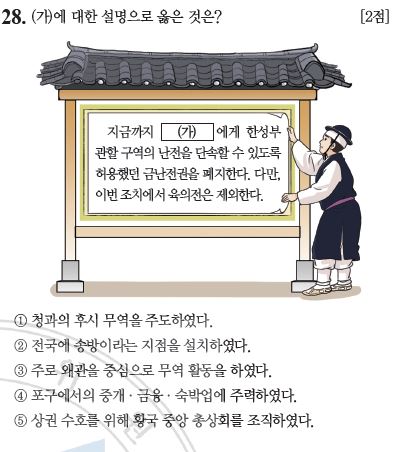 28. (가)에 대한 설명으로 옳은 것은? [2점]
지금까지 (가) 에게 한성부
관할 구역의 난전을 단속할 수 있도록
허용했던 금난전권을 폐지한다. 다만,
이번 조치에서 육의전은 제외한다.
① 청과의 후시 무역을 주도하였다.
② 전국에 송방이라는 지점을 설치하였다.
③ 주로 왜관을 중심으로 무역 활동을 하였다.
④ 포구에서의 중개 · 금융 · 숙박업에 주력하였다.
⑤ 상권 수호를 위해 황국 중앙 총상회를 조직하였다.